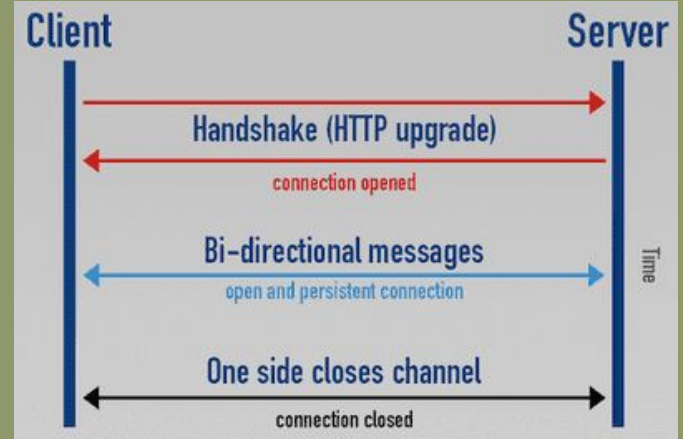 Client
Server
Handshake (HTTP upgrade)
connection opened
Bi-directional messages
open and persistent connection
Time
One side closes channel
connection closed